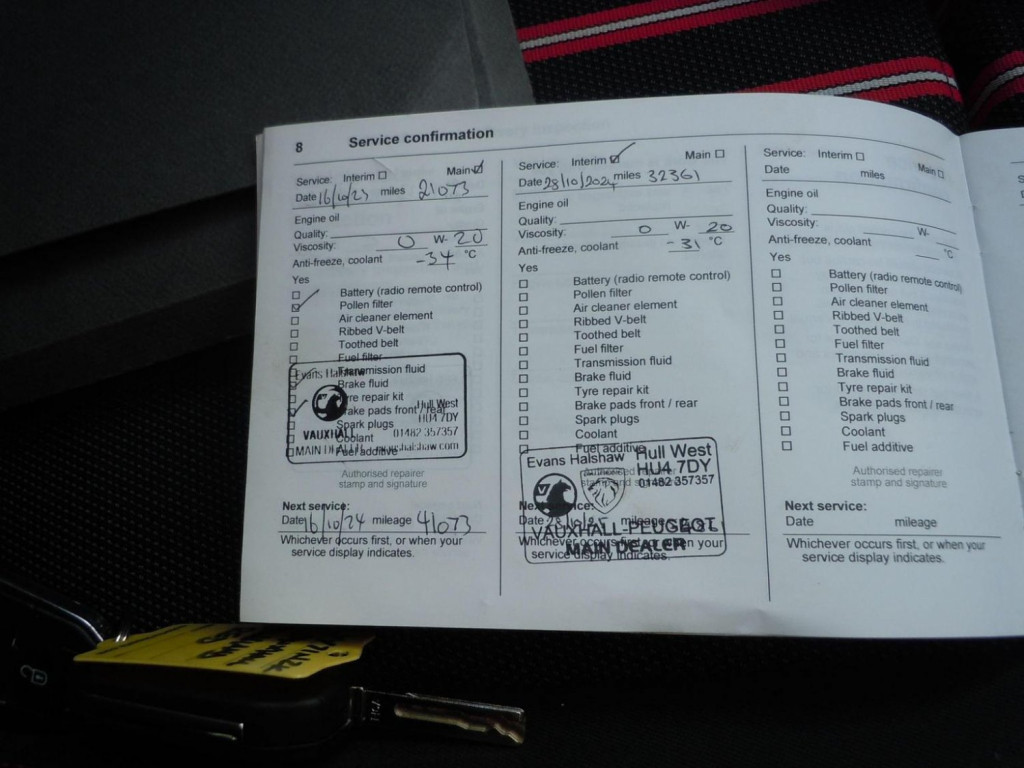 8 Service confirmation
Service: Interim ☐ Main ☑
Date 16/10/23 miles 21073
Engine oil
Quality:
Viscosity: 0 W- 20
Anti-freeze, coolant -34 °C
Yes
Battery (radio remote control)
Pollen filter
Air cleaner element
Ribbed V-belt
Toothed belt
Fuel filter
Transmission fluid
Brake fluid
Tyre repair kit
Brake pads front / rear
Spark plugs
Coolant
Fuel additive
Evans Halshaw
Hull West
HU4 7DY
VAUXHALL 01482 357357
MAIN
Authorised repairer
stamp and signature
Next service:
Date 16/10/24 mileage 41073
Whichever occurs first, or when your
service display indicates.
Service: Interim ☑ Main ☐
Date 28/10/2024 miles 32361
Engine oil
Quality:
Viscosity: 0 W- 20
Anti-freeze, coolant -31 °C
Yes
Battery (radio remote control)
Pollen filter
Air cleaner element
Ribbed V-belt
Toothed belt
Fuel filter
Transmission fluid
Brake fluid
Tyre repair kit
Brake pads front / rear
Spark plugs
Coolant
Fuel additive
Evans Halshaw Hull West
HU4 7DY
01482 357357
VAUXHALL-PEUGEOT
MAIN DEALER
Date mileage
Whichever occurs first, or when your
service display indicates.
Service: Interim ☐ Main ☐
Date miles
Engine oil
Quality:
Viscosity: W-
Anti-freeze, coolant °C
Yes
Battery (radio remote control)
Pollen filter
Air cleaner element
Ribbed V-belt
Toothed belt
Fuel filter
Transmission fluid
Brake fluid
Tyre repair kit
Brake pads front / rear
Spark plugs
Coolant
Fuel additive
Authorised repairer
stamp and signature
Next service:
Date mileage
Whichever occurs first, or when your
service display indicates.